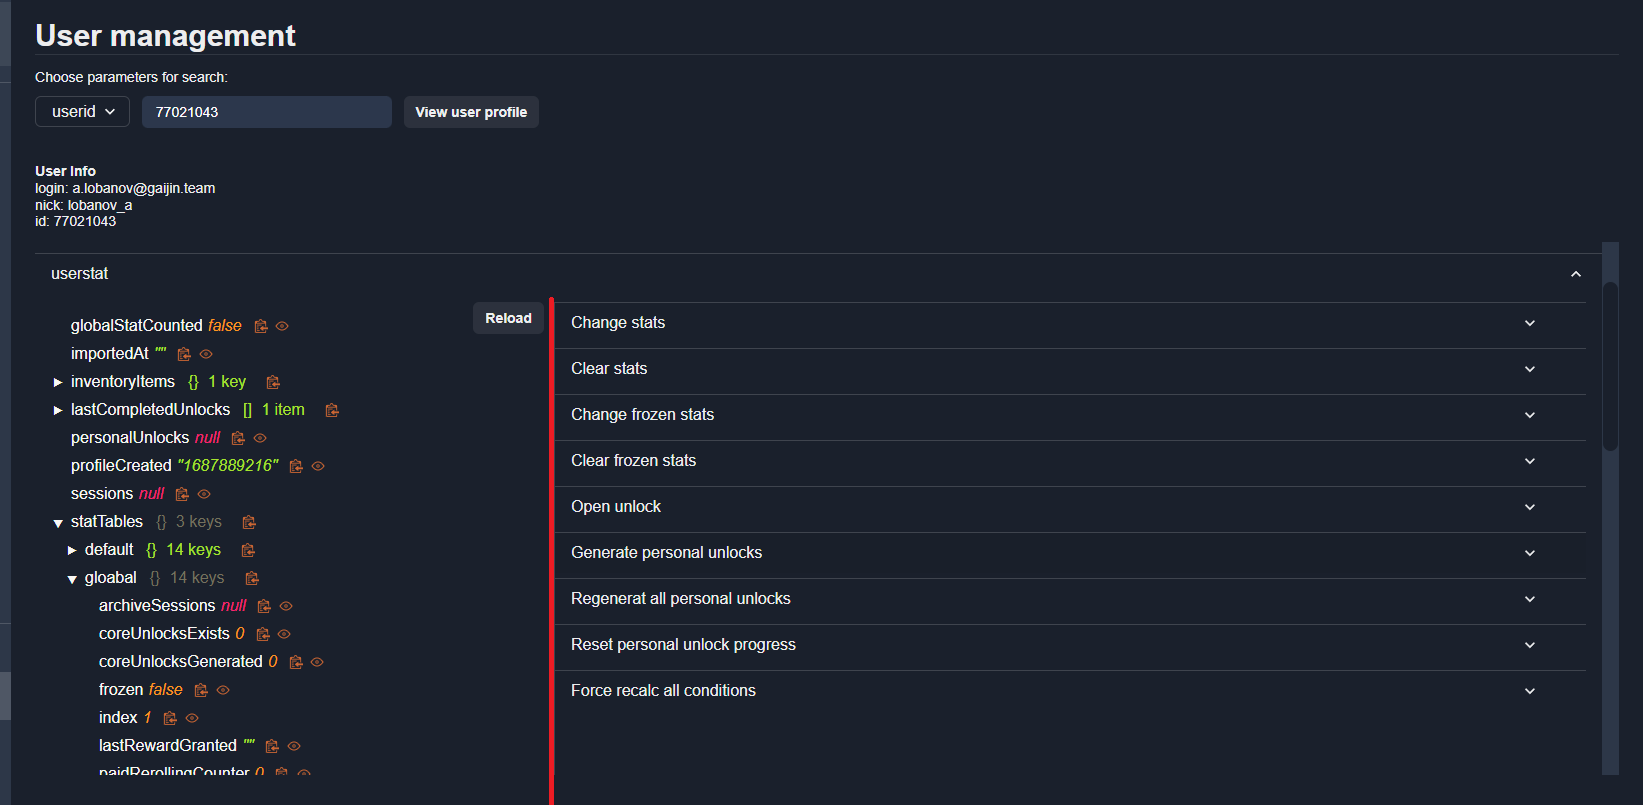 User management
Choose parameters for search:
userid 77021043 View user profile
User Info
login: a.lobanov@gaijin.team
nick: lobanov_a
id: 77021043
userstat
Reload
globalStatCounted false
importedAt ""
inventoryItems {} 1 key
lastCompletedUnlocks [] 1 item
personalUnlocks null
profileCreated "1687889216"
sessions null
statTables {} 3 keys
default {} 14 keys
gloabal {} 14 keys
archiveSessions null
coreUnlocksExists 0
coreUnlocksGenerated 0
frozen false
index 1
lastRewardGranted ""
paidRerollingCounter 0
Change stats
Clear stats
Change frozen stats
Clear frozen stats
Open unlock
Generate personal unlocks
Regenerat all personal unlocks
Reset personal unlock progress
Force recalc all conditions